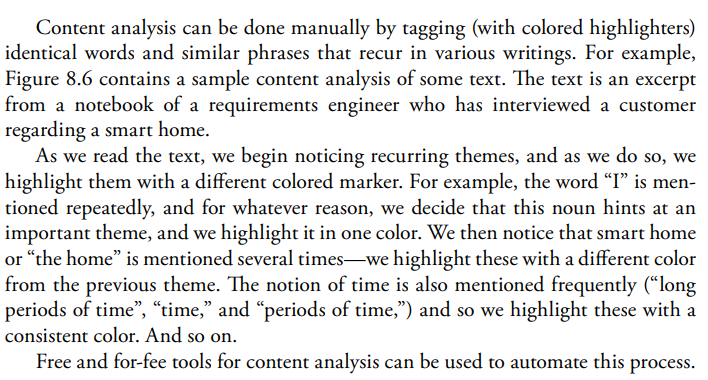 Content analysis can be done manually by tagging (with colored highlighters)
identical words and similar phrases that recur in various writings. For example,
Figure 8.6 contains a sample content analysis of some text. The text is an excerpt
from a notebook of a requirements engineer who has interviewed a customer
regarding a smart home.
As we read the text, we begin noticing recurring themes, and as we do so, we
highlight them with a different colored marker. For example, the word “I” is men-
tioned repeatedly, and for whatever reason, we decide that this noun hints at an
important theme, and we highlight it in one color. We then notice that smart home
or “the home” is mentioned several times—we highlight these with a different color
from the previous theme. The notion of time is also mentioned frequently (“long
periods of time”, “time,” and “periods of time,”) and so we highlight these with a
consistent color. And so on.
Free and for-fee tools for content analysis can be used to automate this process.